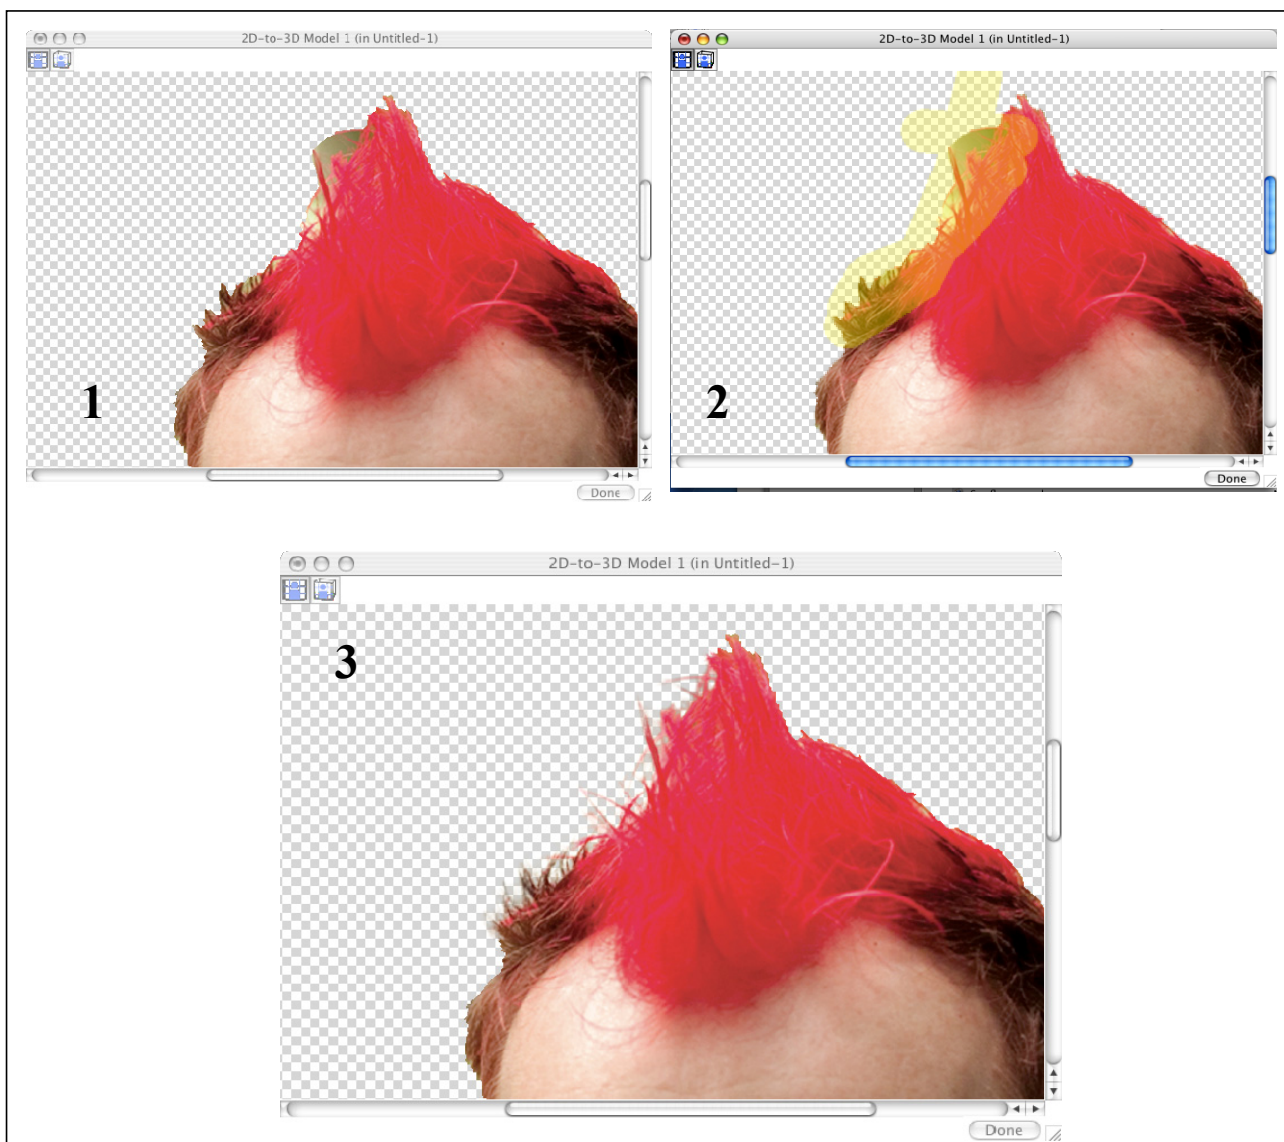 2D-to-3D Model 1 (in Untitled-1)
1
Done
2D-to-3D Model 1 (in Untitled-1)
2
Done
2D-to-3D Model 1 (in Untitled-1)
3
Done